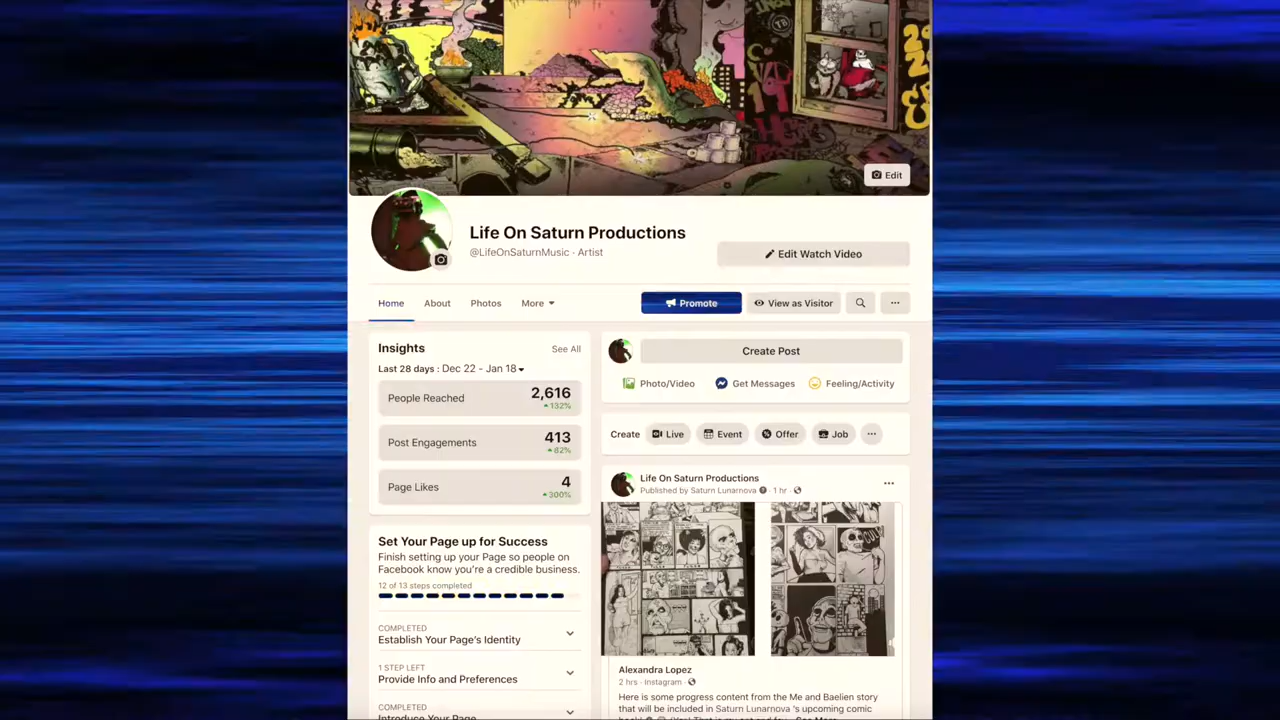 Edit
Life On Saturn Productions
@LifeOnSaturnMusic · Artist
Edit Watch Video
Home
About
Photos
More
Promote
View as Visitor
Insights
See All
Last 28 days : Dec 22 - Jan 18
People Reached
2,616
132%
Post Engagements
413
82%
Page Likes
4
300%
Set Your Page up for Success
Finish setting up your Page so people on
Facebook know you're a credible business.
12 of 13 steps completed
COMPLETED
Establish Your Page's Identity
1 STEP LEFT
Provide Info and Preferences
COMPLETED
Introduce Your Page
Create Post
Photo/Video
Get Messages
Feeling/Activity
Create
Live
Event
Offer
Job
Life On Saturn Productions
Published by Saturn Lunarnova
· 1 hr ·
Alexandra Lopez
2 hrs · Instagram ·
Here is some progress content from the Me and Baelien story
that will be included in Saturn Lunarnova 's upcoming comic